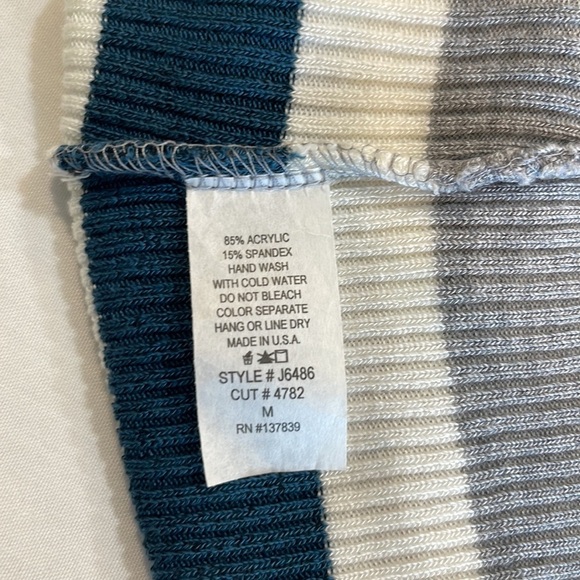 85% ACRYLIC
15% SPANDEX
HAND WASH
WITH COLD WATER
DO NOT BLEACH
COLOR SEPARATE
HANG OR LINE DRY
MADE IN U.S.A.
STYLE # J6486
CUT # 4782
M
RN #137839